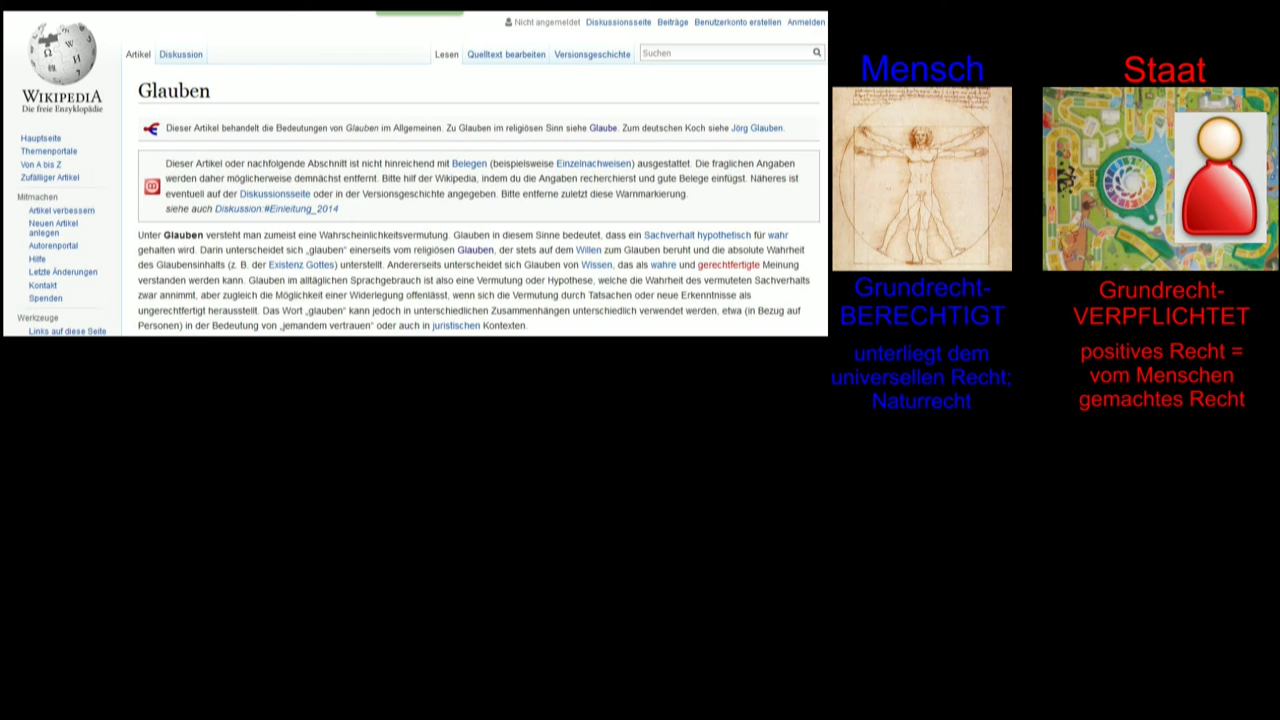 Nicht angemeldet Diskussionsseite Beiträge Benutzerkonto erstellen Anmelden
Artikel Diskussion Lesen Quelltext bearbeiten Versionsgeschichte Suchen
WIKIPEDIA
Die freie Enzyklopädie
Hauptseite
Themenportale
Von A bis Z
Zufälliger Artikel
Mitmachen
Artikel verbessern
Neuen Artikel
anlegen
Autorenportal
Hilfe
Letzte Änderungen
Kontakt
Spenden
Werkzeuge
Links auf diese Seite
Glauben
Dieser Artikel behandelt die Bedeutungen von Glauben im Allgemeinen. Zu Glauben im religiösen Sinn siehe Glaube. Zum deutschen Koch siehe Jörg Glauben.
Dieser Artikel oder nachfolgende Abschnitt ist nicht hinreichend mit Belegen (beispielsweise Einzelnachweisen) ausgestattet. Die fraglichen Angaben
werden daher möglicherweise demnächst entfernt. Bitte hilf der Wikipedia, indem du die Angaben recherchierst und gute Belege einfügst. Näheres ist
eventuell auf der Diskussionsseite oder in der Versionsgeschichte angegeben. Bitte entferne zuletzt diese Warnmarkierung.
siehe auch Diskussion:#Einleitung_2014
Unter Glauben versteht man zumeist eine Wahrscheinlichkeitsvermutung. Glauben in diesem Sinne bedeutet, dass ein Sachverhalt hypothetisch für wahr
gehalten wird. Darin unterscheidet sich „glauben“ einerseits vom religiösen Glauben, der stets auf dem Willen zum Glauben beruht und die absolute Wahrheit
des Glaubensinhalts (z. B. der Existenz Gottes) unterstellt. Andererseits unterscheidet sich Glauben von Wissen, das als wahre und gerechtfertigte Meinung
verstanden werden kann. Glauben im alltäglichen Sprachgebrauch ist also eine Vermutung oder Hypothese, welche die Wahrheit des vermuteten Sachverhalts
zwar annimmt, aber zugleich die Möglichkeit einer Widerlegung offenlässt, wenn sich die Vermutung durch Tatsachen oder neue Erkenntnisse als
ungerechtfertigt herausstellt. Das Wort „glauben“ kann jedoch in unterschiedlichen Zusammenhängen unterschiedlich verwendet werden, etwa (in Bezug auf
Personen) in der Bedeutung von „jemandem vertrauen“ oder auch in juristischen Kontexten.
Mensch
Grundrecht-
BERECHTIGT
unterliegt dem
universellen Recht;
Naturrecht
Staat
Grundrecht-
VERPFLICHTET
positives Recht =
vom Menschen
gemachtes Recht